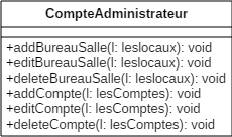 CompteAdministrateur
+addBureauSalle(l: leslocaux): void
+editBureauSalle(l: leslocaux): void
+deleteBureauSalle(l: leslocaux): void
+addCompte(l: lesComptes): void
+editCompte(l: lesComptes): void
+deleteCompte(l: lesComptes): void